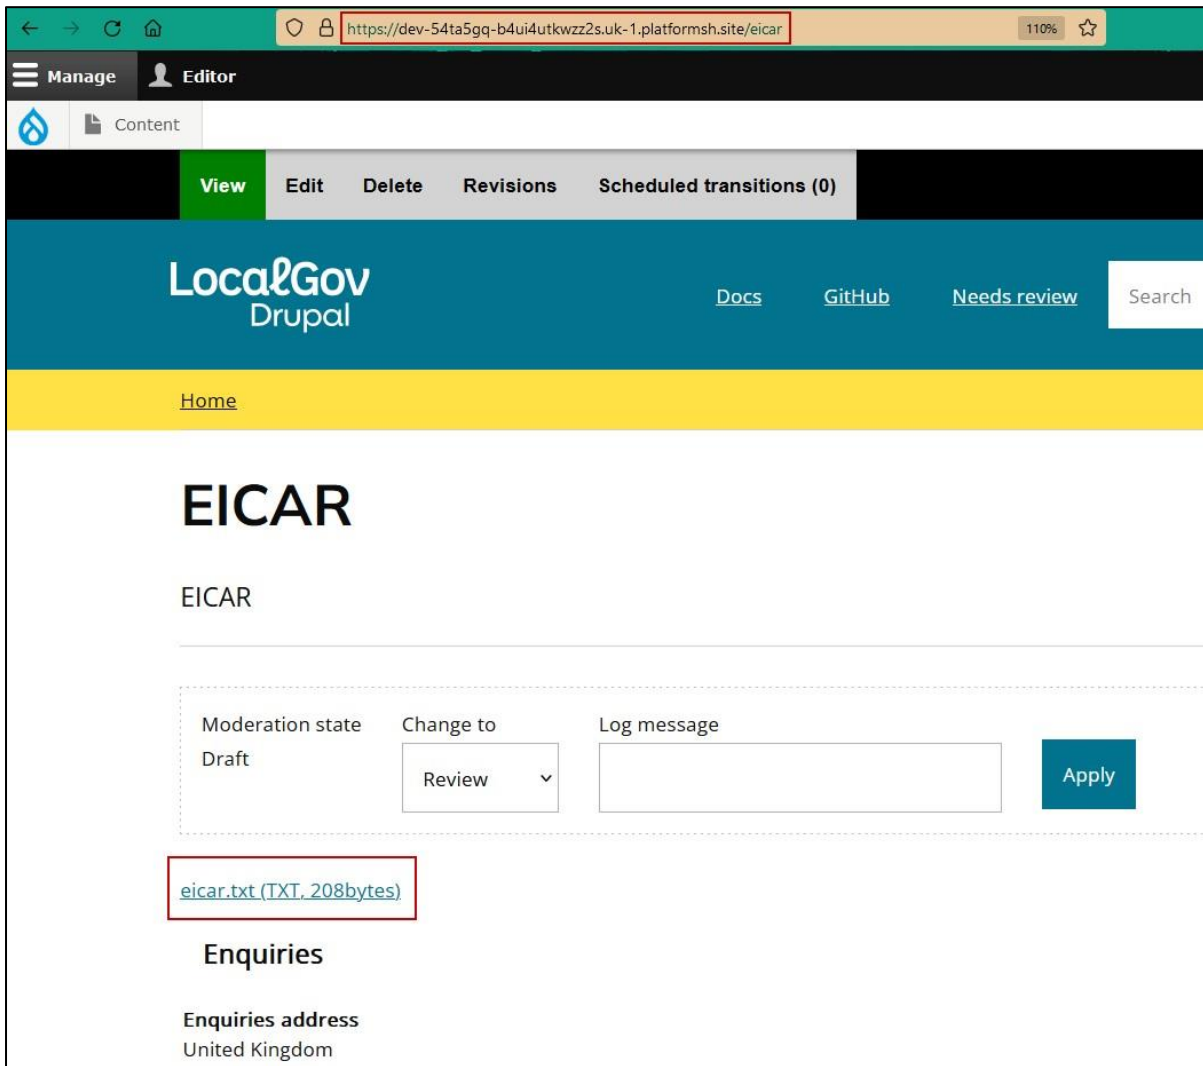 https://dev-54ta5gq-b4ui4utkwzz2s.uk-1.platformsh.site/eicar 110%
Manage Editor
Content
View Edit Delete Revisions Scheduled transitions (0)
LocalGov
Drupal
Docs GitHub Needs review Search
Home
EICAR
EICAR
Moderation state Change to Log message
Draft
Review Apply
eicar.txt (TXT, 208bytes)
Enquiries
Enquiries address
United Kingdom